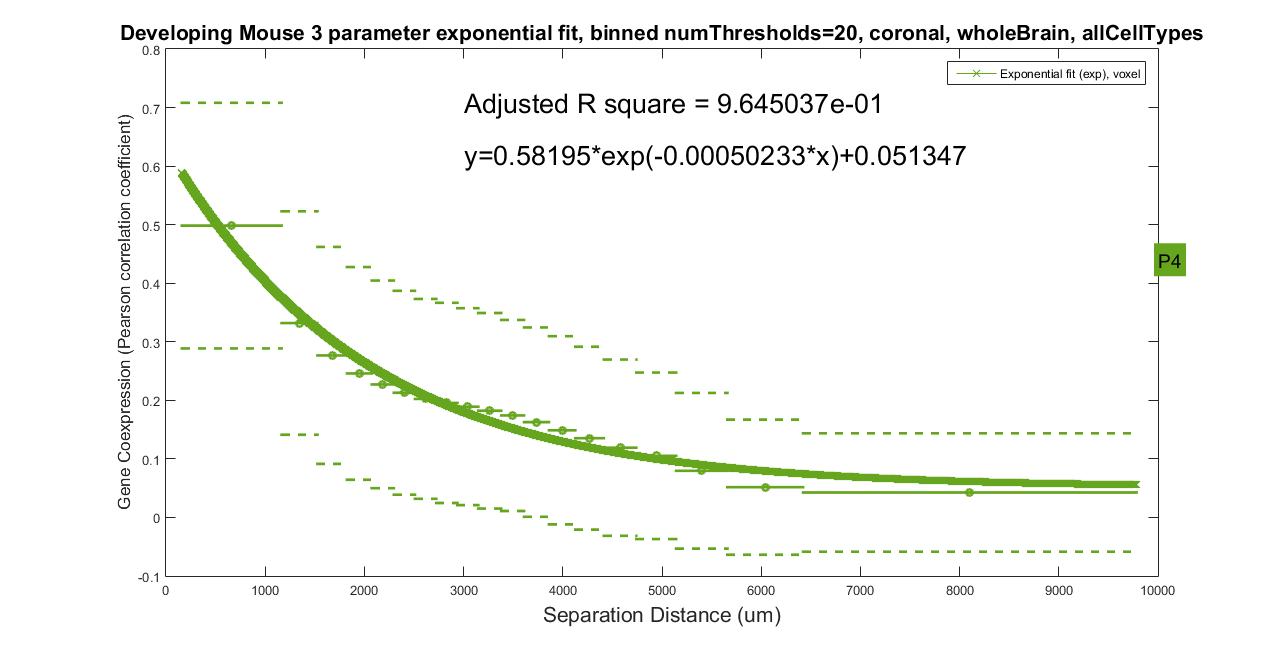 Developing Mouse 3 parameter exponential fit, binned numThresholds=20, coronal, wholeBrain, allCellTypes
0.8
Exponential fit (exp), voxel
0.7
Adjusted R square = 9.645037e-01
y=0.58195*exp(-0.00050233*x)+0.051347
0.6
0.5
P4
0.4
0.3
0.2
0.1
0
-0.1
Gene Coexpression (Pearson correlation coefficient)
0 1000 2000 3000 4000 5000 6000 7000 8000 9000 10000
Separation Distance (um)